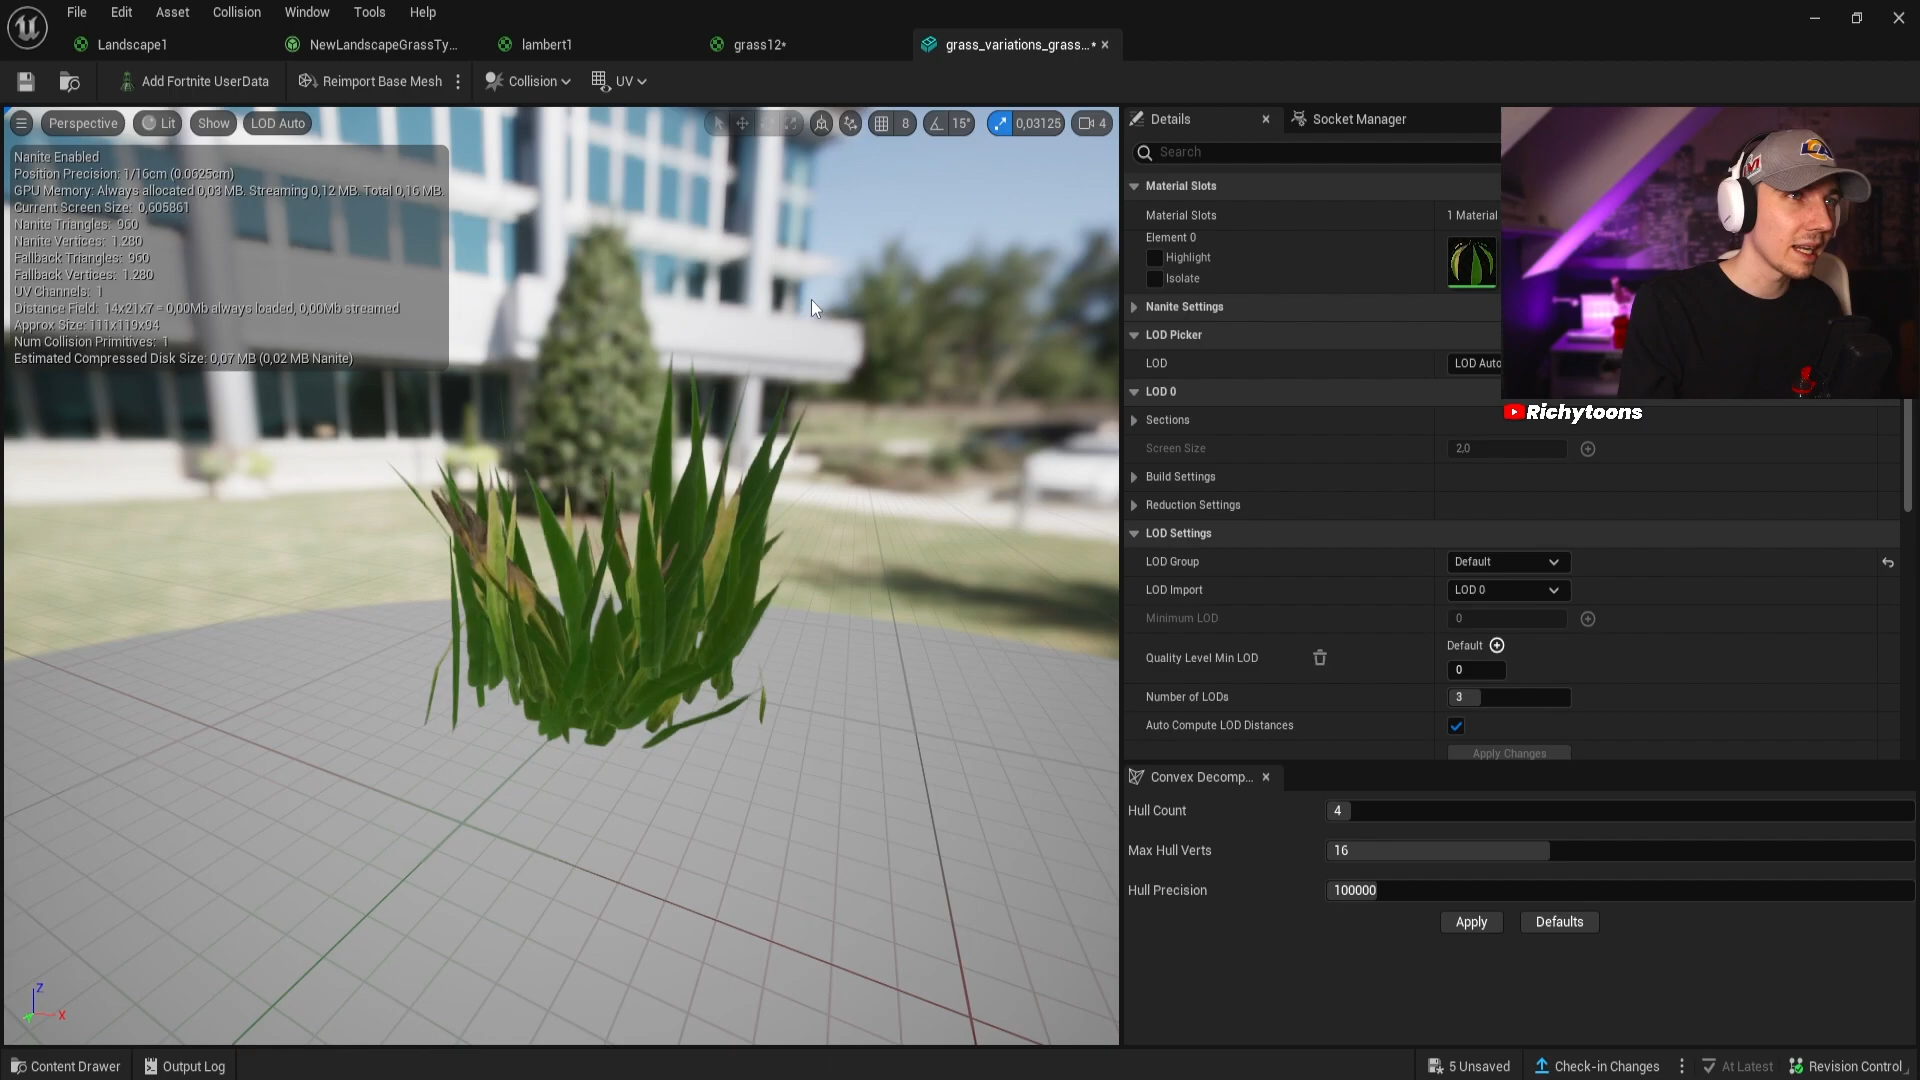 File Edit Asset Collision Window Tools Help
Landscape1 NewLandscapeGrassTy... lambert1 grass12* grass_variations_grass...*
Add Fortnite UserData Reimport Base Mesh Collision UV
Perspective Lit Show LOD Auto 8 15° 0,03125 4
Nanite Enabled
Position Precision: 1/16cm (0.0625cm)
GPU Memory: Always allocated 0,03 MB. Streaming 0,12 MB. Total 0,16 MB.
Current Screen Size: 0,605861
Nanite Triangles: 960
Nanite Vertices: 1.280
Fallback Triangles: 960
Fallback Vertices: 1.280
UV Channels: 1
Distance Field: 14x21x7 = 0,00Mb always loaded, 0,00Mb streamed
Approx Size: 111x119x94
Num Collision Primitives: 1
Estimated Compressed Disk Size: 0,07 MB (0,02 MB Nanite)
Z
X
Details Socket Manager
Search
Material Slots
Material Slots 1 Material
Element 0
Highlight
Isolate
Nanite Settings
LOD Picker
LOD LOD Auto
LOD 0
Richytoons
Sections
Screen Size 2,0
Build Settings
Reduction Settings
LOD Settings
LOD Group Default
LOD Import LOD 0
Minimum LOD 0
Default
Quality Level Min LOD
0
Number of LODs 3
Auto Compute LOD Distances
Apply Changes
Convex Decomp...
Hull Count 4
Max Hull Verts 16
Hull Precision 100000
Apply Defaults
Content Drawer Output Log 5 Unsaved Check-in Changes At Latest Revision Control